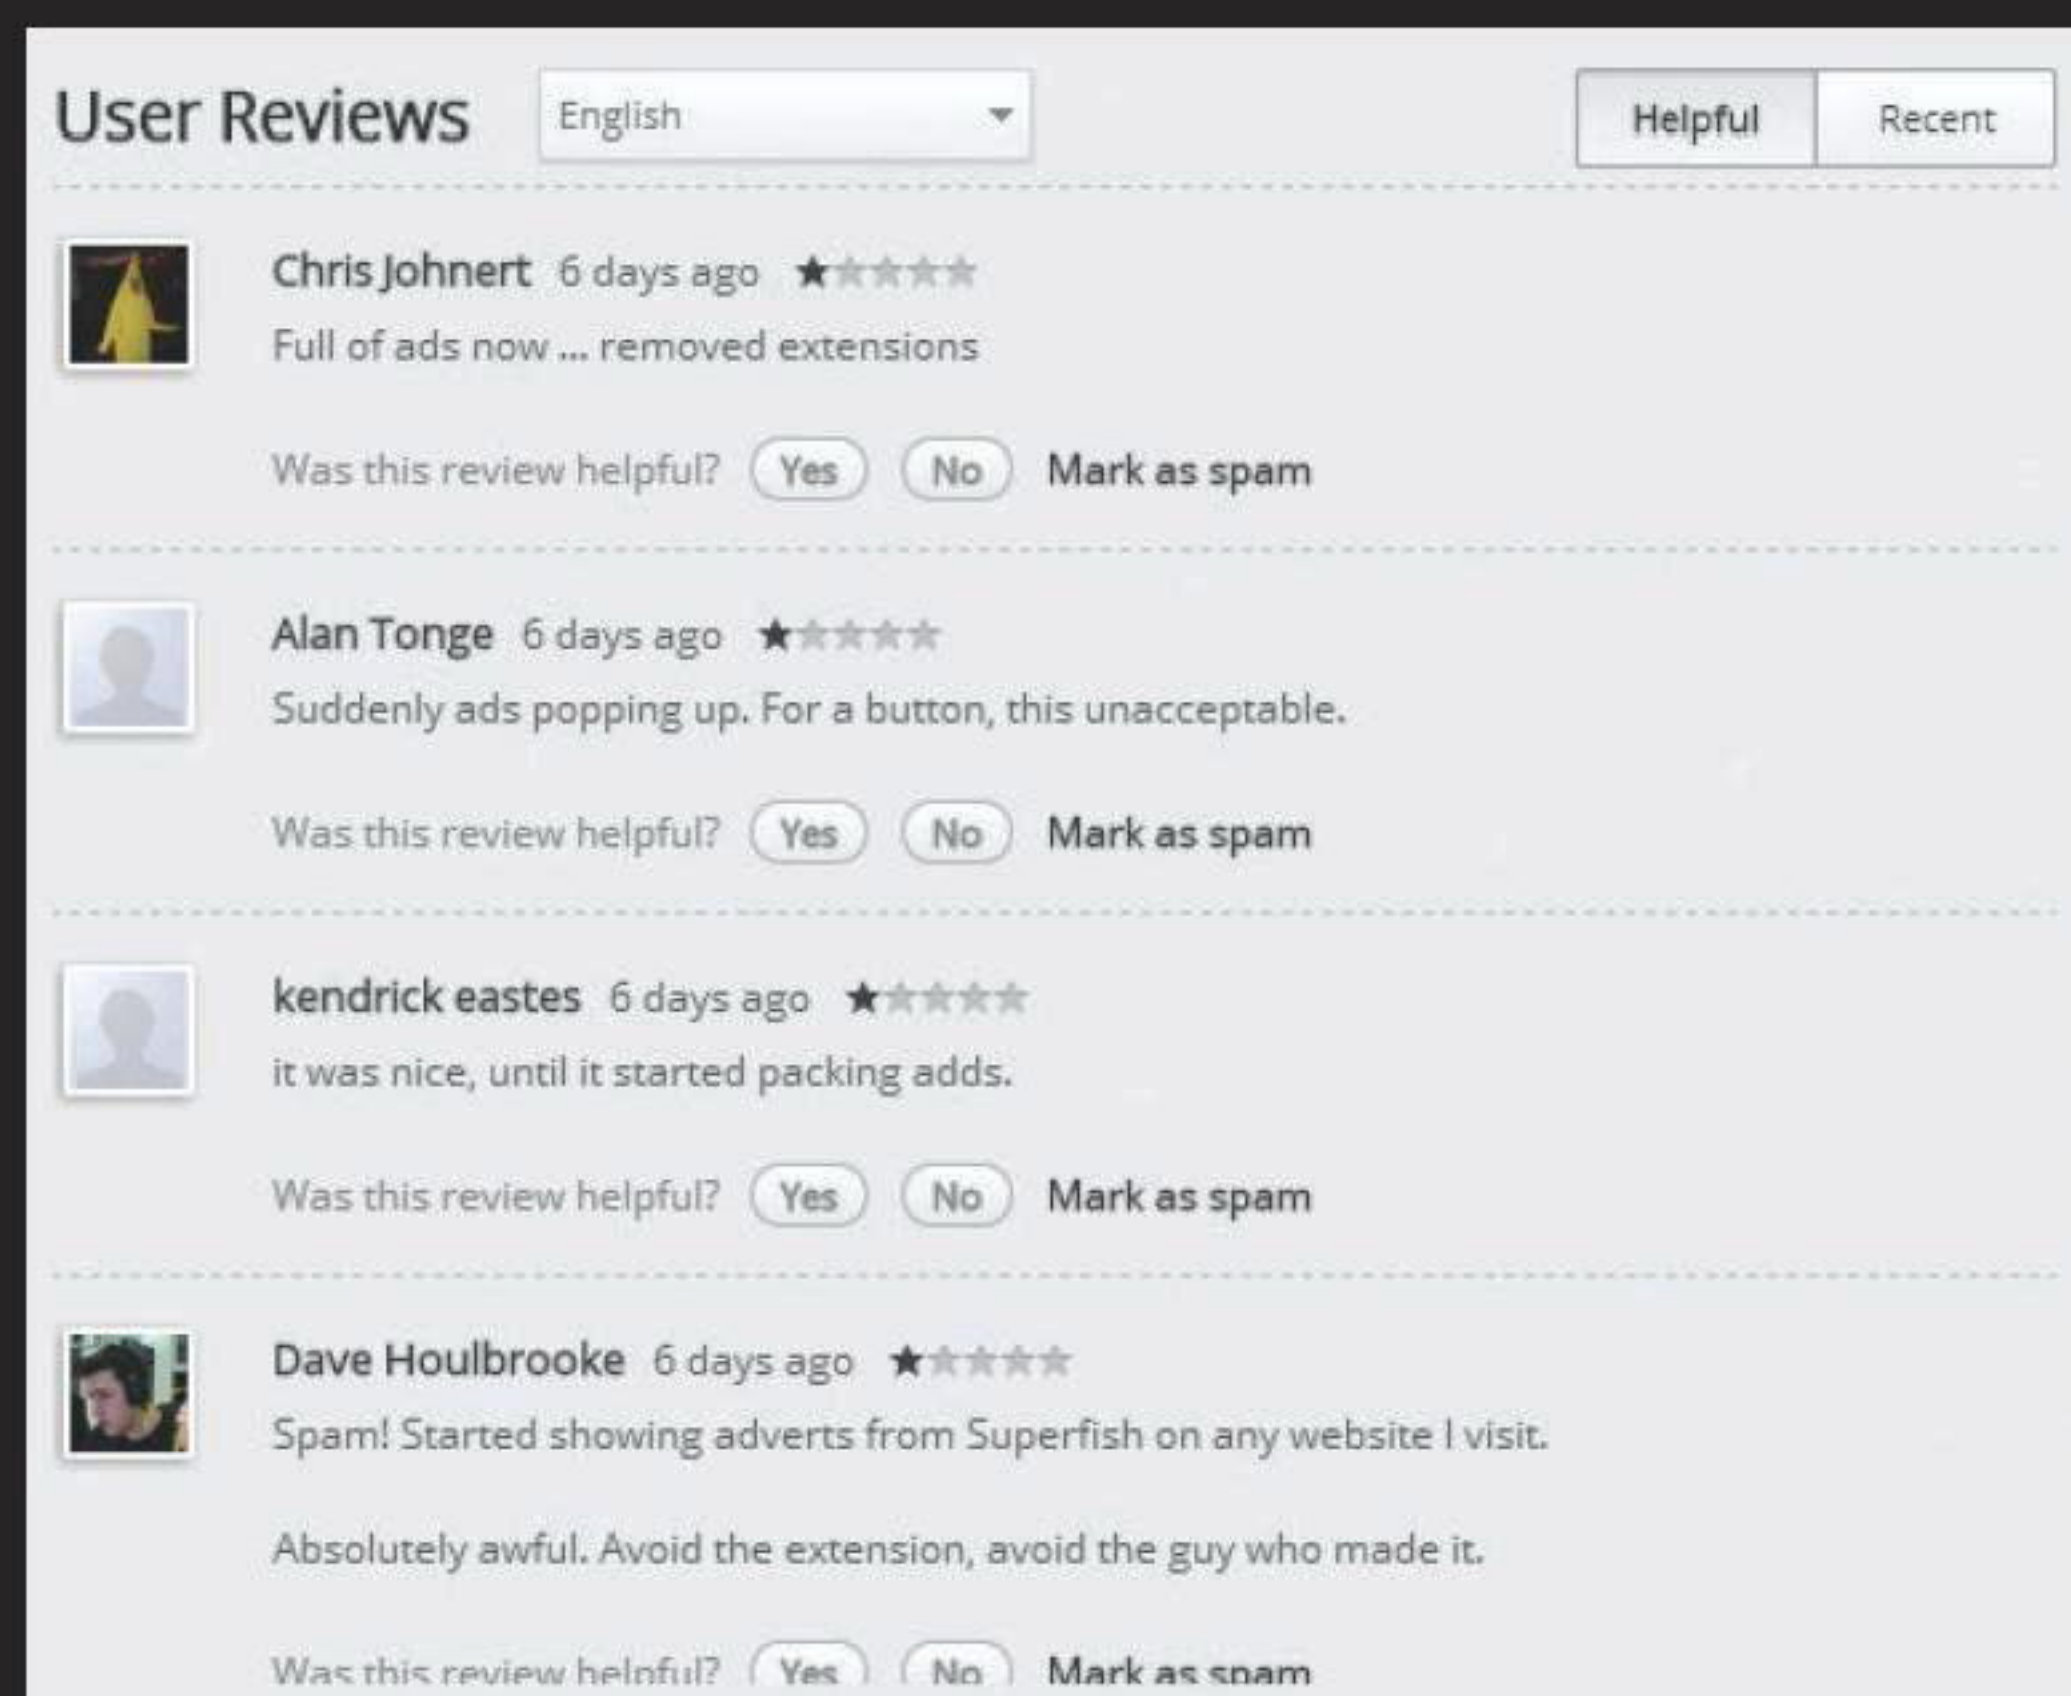 User Reviews English Helpful Recent
Chris Johnert 6 days ago
Full of ads now ... removed extensions
Was this review helpful? Yes No Mark as spam
Alan Tonge 6 days ago
Suddenly ads popping up. For a button, this unacceptable.
Was this review helpful? Yes No Mark as spam
kendrick eastes 6 days ago
it was nice, until it started packing adds.
Was this review helpful? Yes No Mark as spam
Dave Houlbrooke 6 days ago
Spam! Started showing adverts from Superfish on any website I visit.
Absolutely awful. Avoid the extension, avoid the guy who made it.
Was this review helpful? Yes No Mark as spam